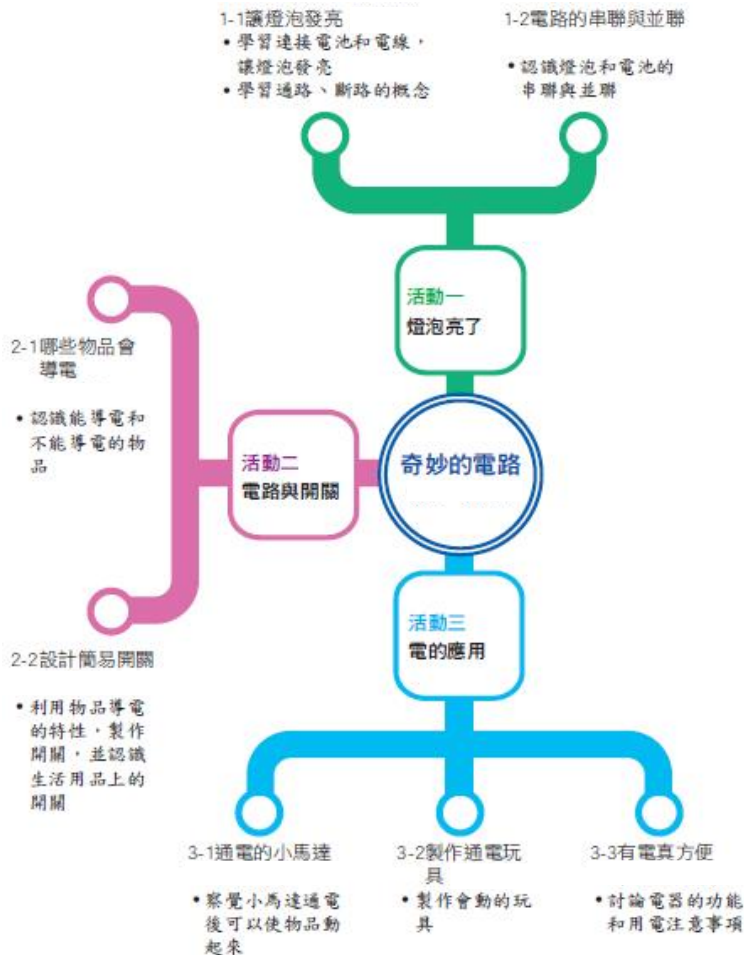 1-1讓燈泡發亮
• 學習連接電池和電線，
讓燈泡發亮
• 學習通路、斷路的概念
1-2電路的串聯與並聯
• 認識燈泡和電池的
串聯與並聯
活動一
燈泡亮了
2-1哪些物品會
導電
• 認識能導電和
不能導電的物
品
活動二
電路與開關
奇妙的電路
2-2設計簡易開關
• 利用物品導電
的特性，製作
開關，並認識
生活用品上的
開關
活動三
電的應用
3-1通電的小馬達
• 察覺小馬達通電
後可以使物品動
起來
3-2製作通電玩
具
• 製作會動的玩
具
3-3有電真方便
• 討論電器的功能
和用電注意事項